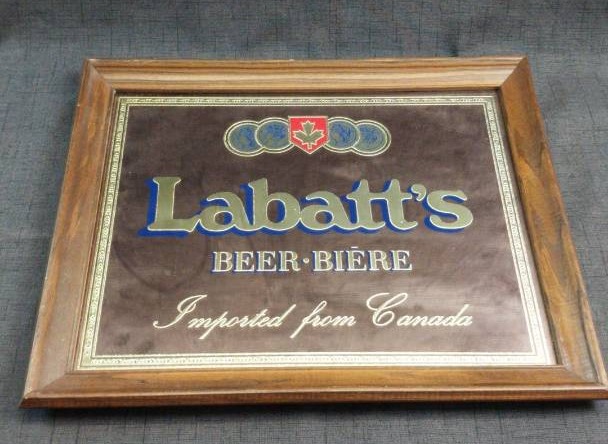 Labatt's
BEER·BIÈRE
Imported from Canada